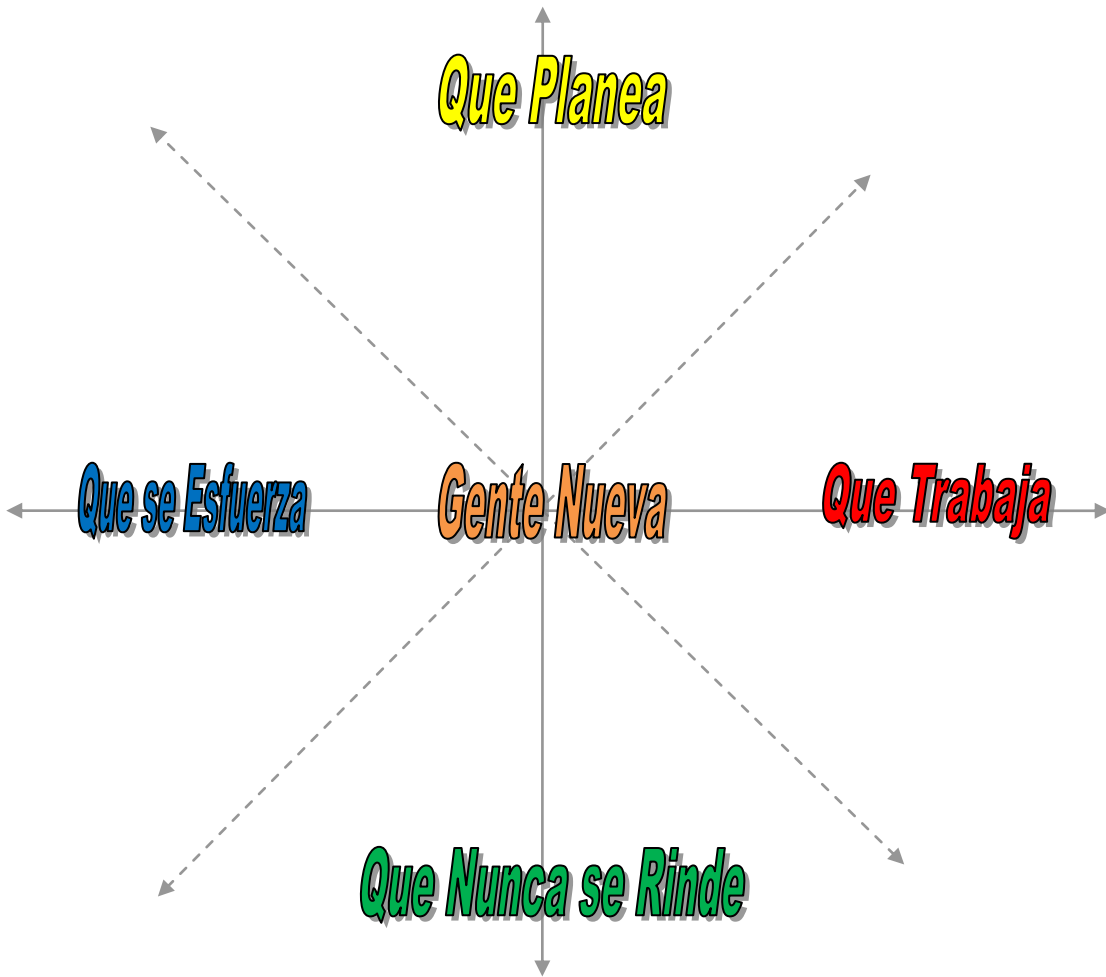 Que Planea
Que se Esfuerza
Gente Nueva
Que Trabaja
Que Nunca se Rinde